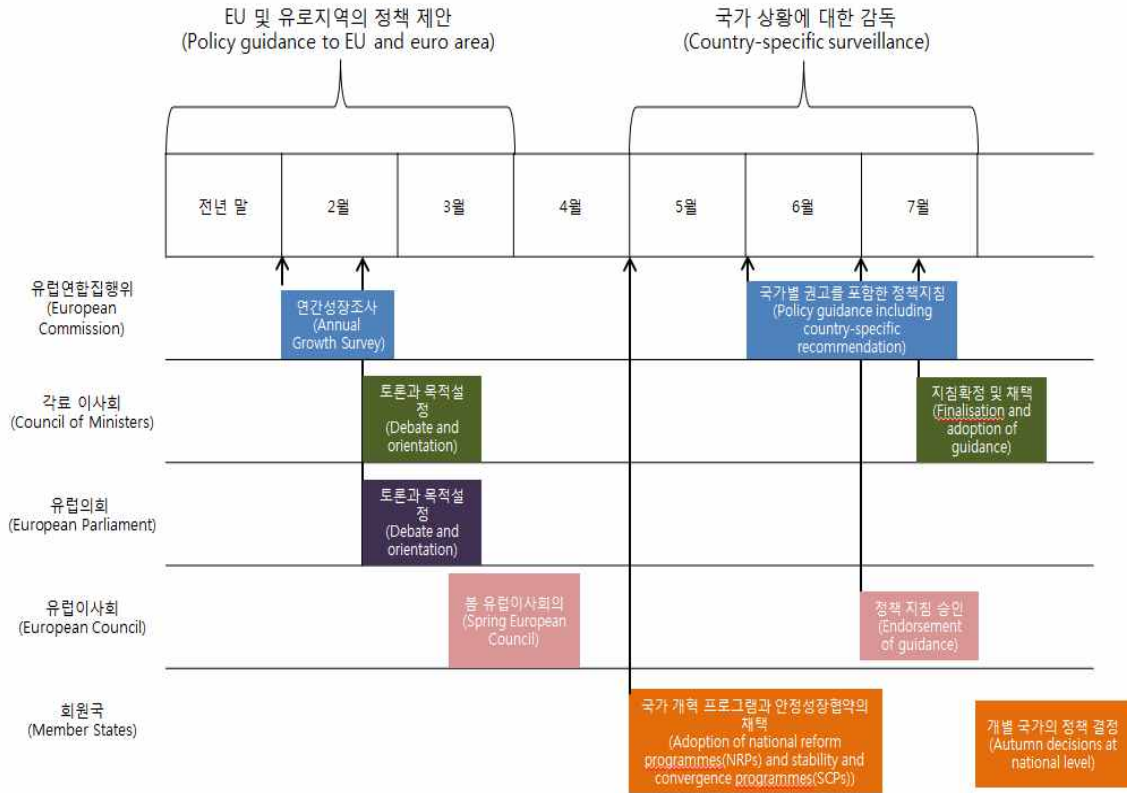 EU 및 유로지역의 정책 제안
(Policy guidance to EU and euro area)
국가 상황에 대한 감독
(Country-specific surveillance)
전년 말
2월
3월
4월
5월
6월
7월
유럽연합집행위
(European
Commission)
연간성장조사
(Annual
Growth Survey)
국가별 권고를 포함한 정책지침
(Policy guidance including
country-specific
recommendation)
각료 이사회
(Council of Ministers)
토론과 목적설
정
(Debate and
orientation)
지침확정 및 채택
(Finalisation and
adoption of
guidance)
유럽의회
(European Parliament)
토론과 목적설
정
(Debate and
orientation)
유럽이사회
(European Council)
봄 유럽이사회의
(Spring European
Council)
정책 지침 승인
(Endorsement
of guidance)
회원국
(Member States)
국가 개혁 프로그램과 안정성장협약의
채택
(Adoption of national reform
programmes(NRPs) and stability and
convergence programmes(SCPs))
개별 국가의 정책 결정
(Autumn decisions at
national level)